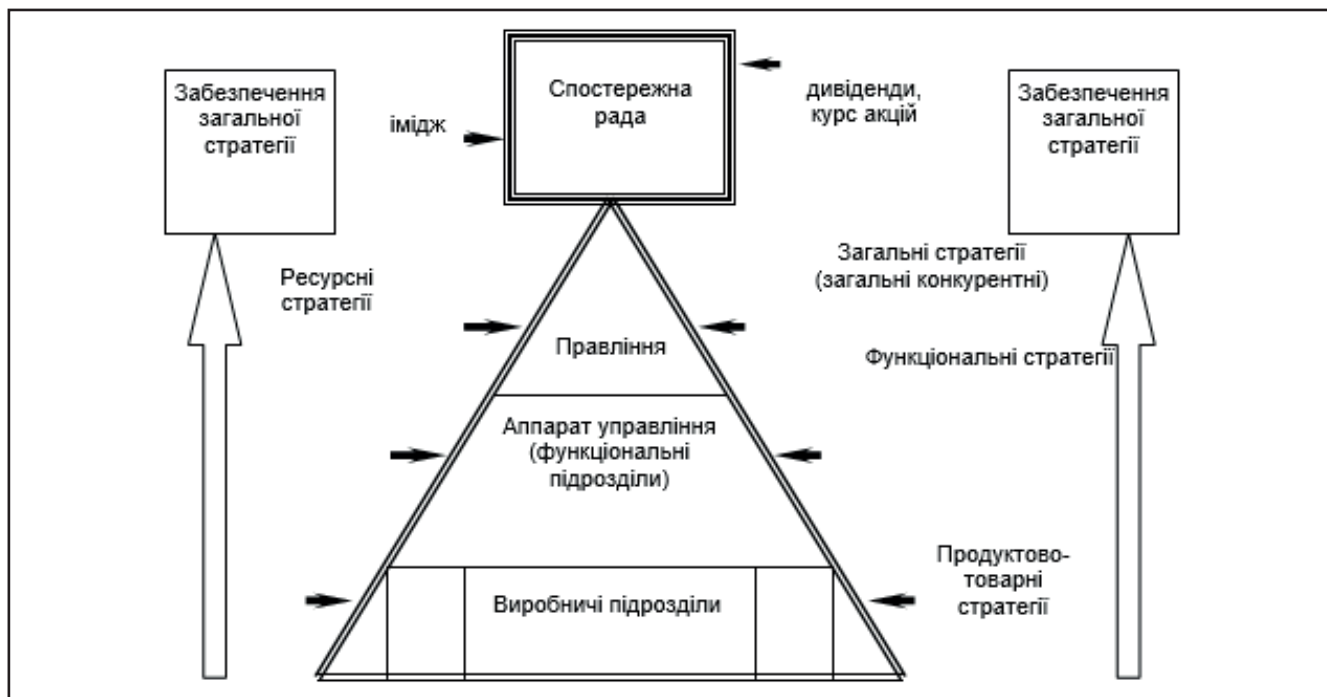 Забезпечення
загальної
стратегії
імідж
Спостережна
рада
дивіденди,
курс акцій
Забезпечення
загальної
стратегії
Ресурсні
стратегії
Загальні стратегії
(загальні конкурентні)
Правління
Функціональні стратегії
Аппарат управління
(функціональні
підрозділи)
Виробничі підрозділи
Продуктово-
товарні
стратегії